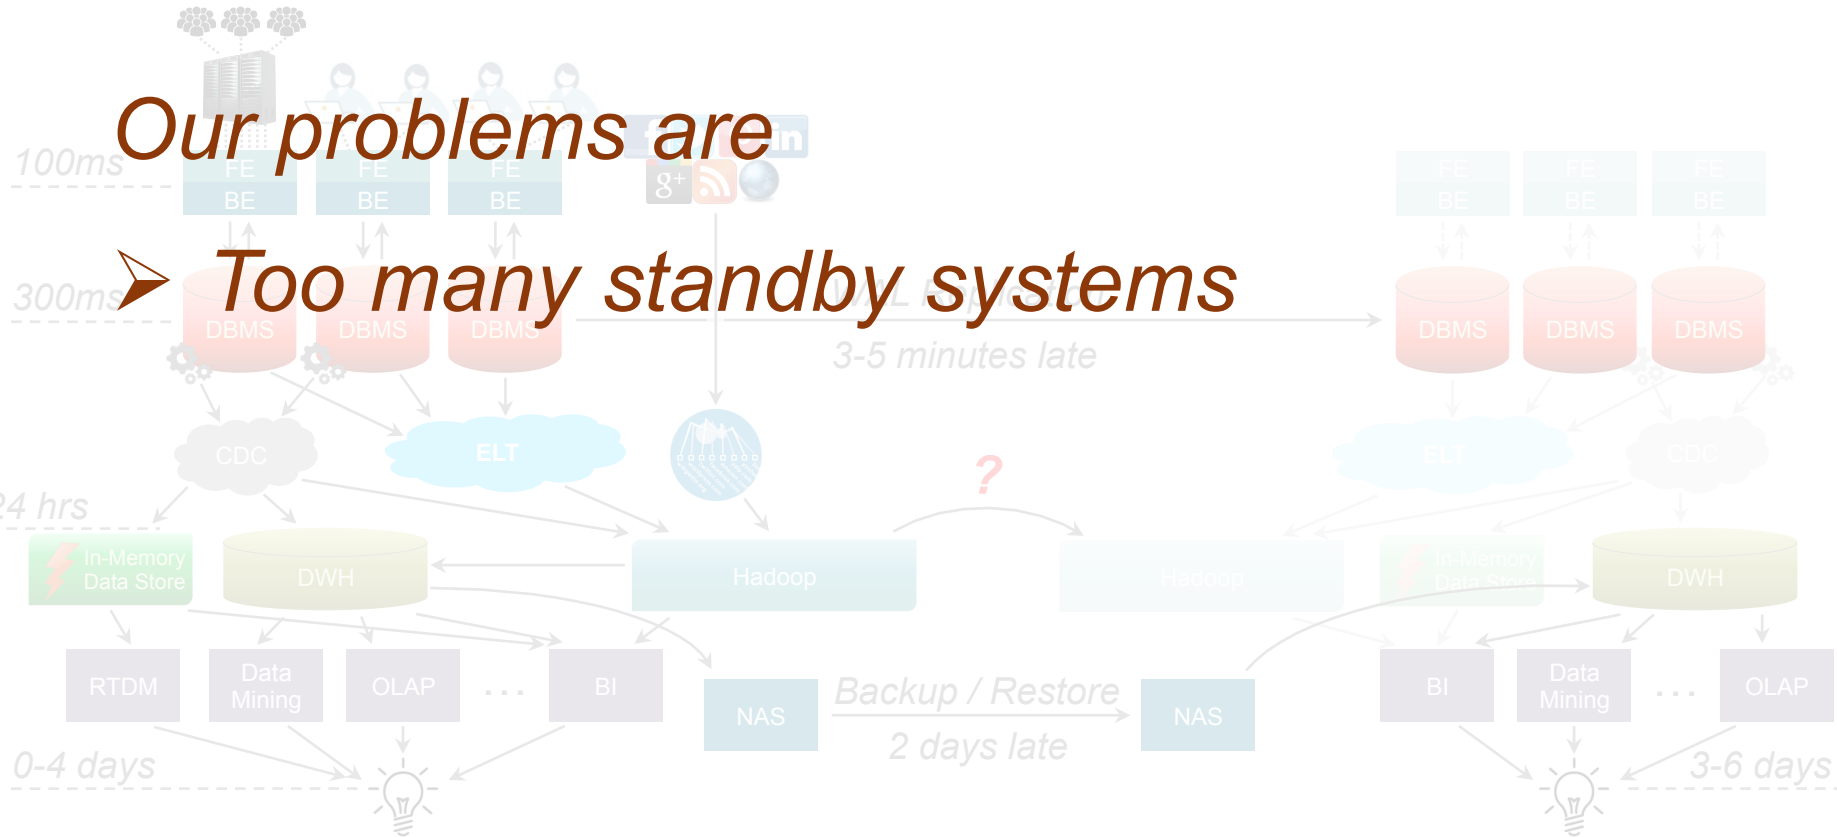 Our problems are
➢ Too many standby systems
100ms
FE
BE
FE
BE
FE
BE
f
in
g+
FE
BE
FE
BE
FE
BE
300ms
DBMS
DBMS
DBMS
WAL Replication
3-5 minutes late
DBMS
DBMS
DBMS
CDC
ELT
?
ELT
CDC
24 hrs
In-Memory
Data Store
DWH
Hadoop
Hadoop
In-Memory
Data Store
DWH
RTDM
Data
Mining
OLAP
...
BI
NAS
Backup / Restore
2 days late
NAS
BI
Data
Mining
...
OLAP
0-4 days
3-6 days